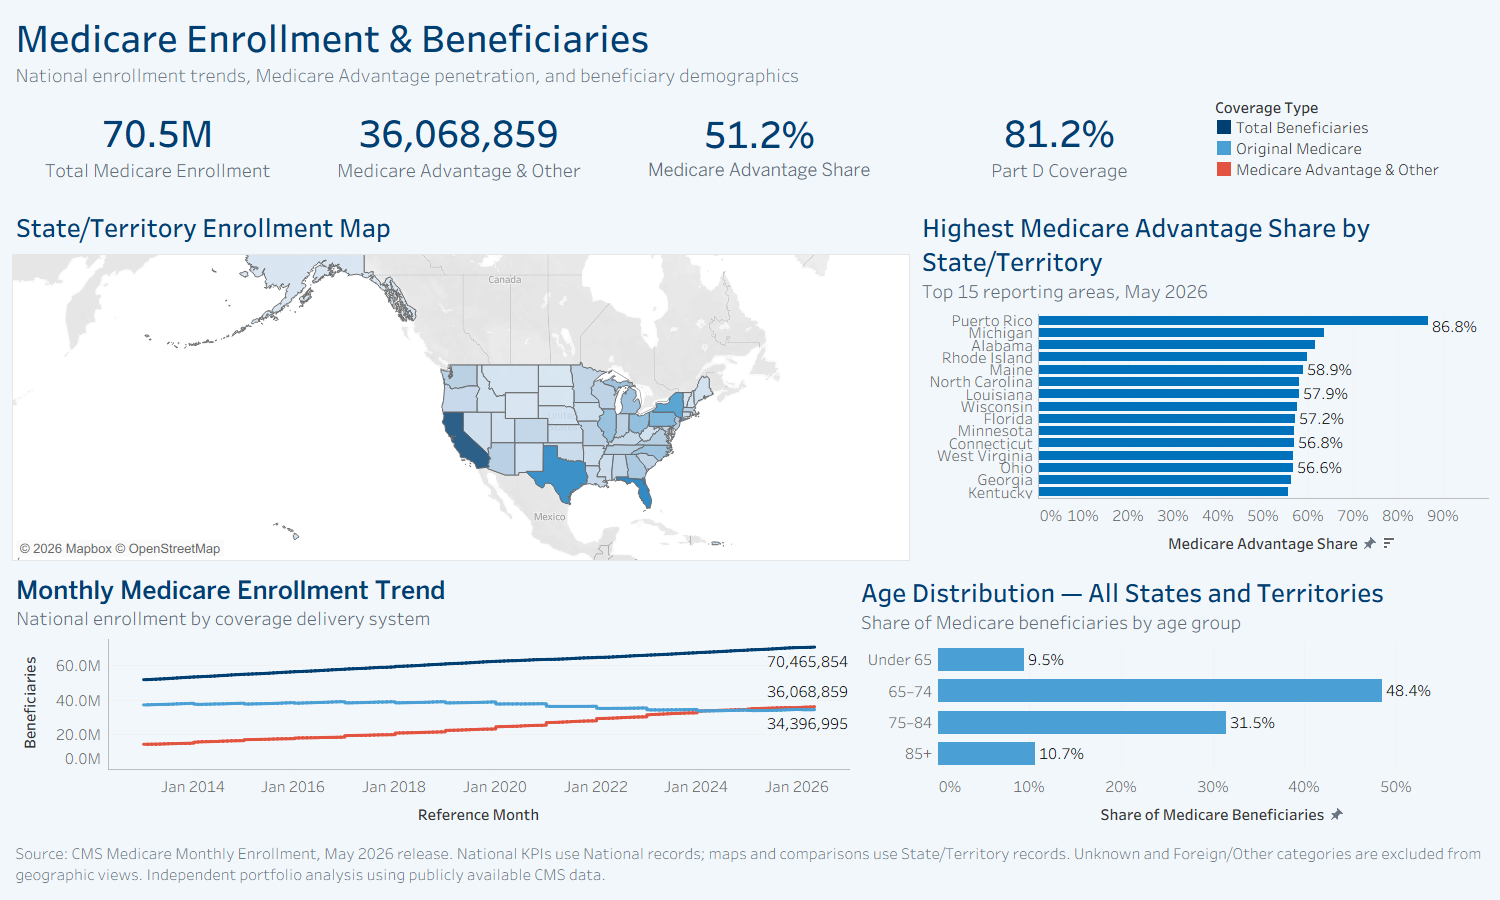 Medicare Enrollment & Beneficiaries
National enrollment trends, Medicare Advantage penetration, and beneficiary demographics
70.5M
Total Medicare Enrollment
36,068,859
Medicare Advantage & Other
51.2%
Medicare Advantage Share
81.2%
Part D Coverage
Coverage Type
Total Beneficiaries
Original Medicare
Medicare Advantage & Other
State/Territory Enrollment Map
Canada
United
Mexico
© 2026 Mapbox © OpenStreetMap
Highest Medicare Advantage Share by
State/Territory
Top 15 reporting areas, May 2026
Puerto Rico 86.8%
Michigan
Alabama
Rhode Island
Maine 58.9%
North Carolina
Louisiana 57.9%
Wisconsin
Florida 57.2%
Minnesota
Connecticut 56.8%
West Virginia
Ohio 56.6%
Georgia
Kentucky
0% 10% 20% 30% 40% 50% 60% 70% 80% 90%
Medicare Advantage Share
Monthly Medicare Enrollment Trend
National enrollment by coverage delivery system
Beneficiaries
60.0M
40.0M
20.0M
0.0M
70,465,854
36,068,859
34,396,995
Jan 2014 Jan 2016 Jan 2018 Jan 2020 Jan 2022 Jan 2024 Jan 2026
Reference Month
Age Distribution — All States and Territories
Share of Medicare beneficiaries by age group
Under 65 9.5%
65–74 48.4%
75–84 31.5%
85+ 10.7%
0% 10% 20% 30% 40% 50%
Share of Medicare Beneficiaries
Source: CMS Medicare Monthly Enrollment, May 2026 release. National KPIs use National records; maps and comparisons use State/Territory records. Unknown and Foreign/Other categories are excluded from
geographic views. Independent portfolio analysis using publicly available CMS data.